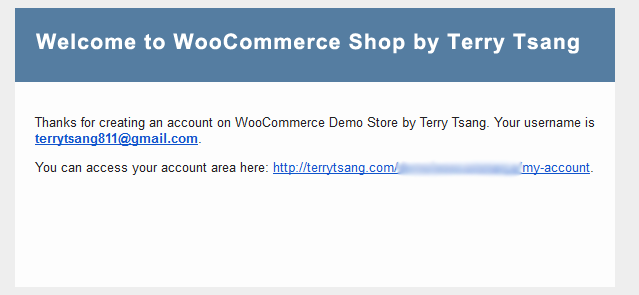 Welcome to WooCommerce Shop by Terry Tsang
Thanks for creating an account on WooCommerce Demo Store by Terry Tsang. Your username is
terrytsang811@gmail.com.
You can access your account area here: http://terrytsang.com/ /my-account.